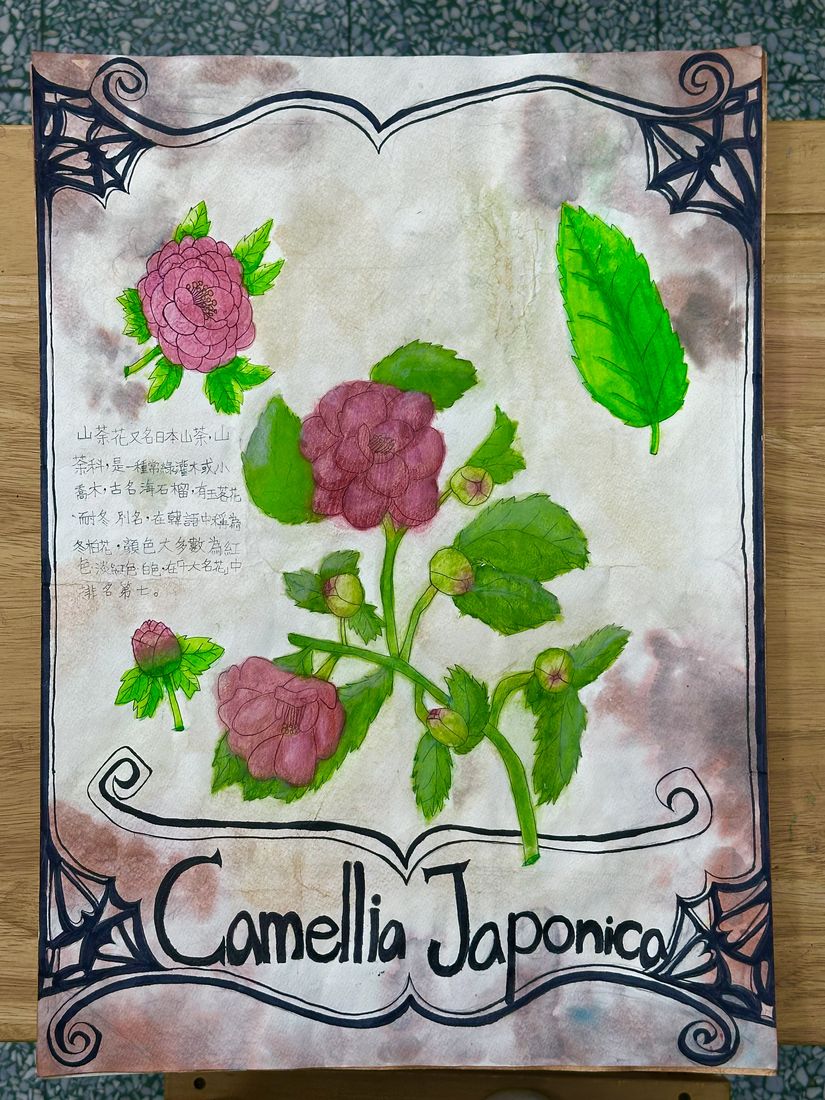 山茶花又名日本山茶,山
茶科,是一種常綠灌木或小
喬木,古名海石榴,有玉茗花
、耐冬別名,在韓語中稱為
冬柏花,顏色大多數為紅
色淡紅色白色,在「十大名花」中
排名第七。
Camellia Japonica